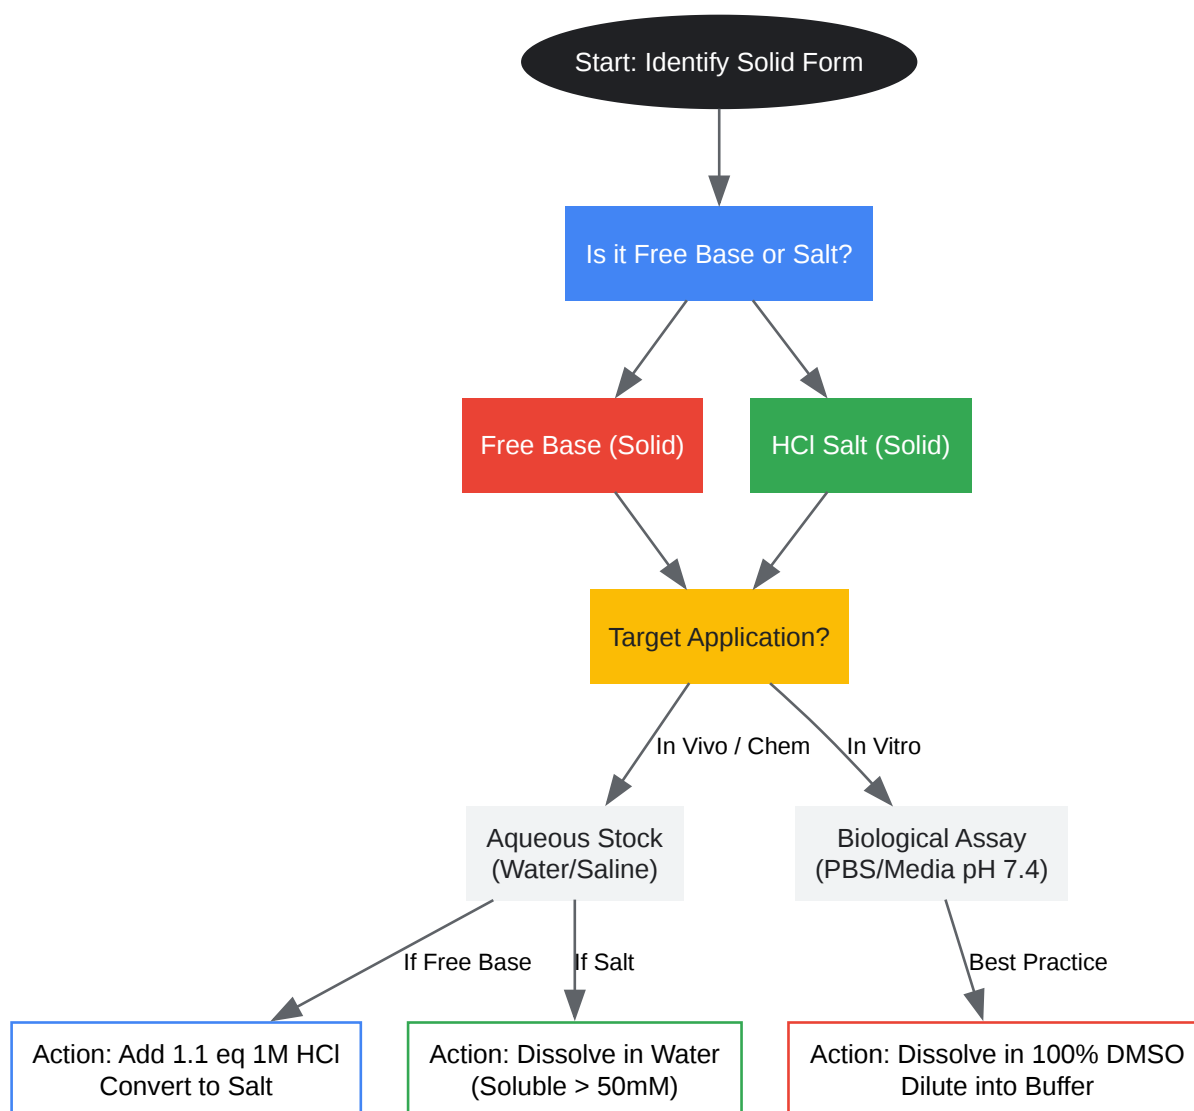 Start: Identify Solid Form
Is it Free Base or Salt?
Free Base (Solid)
HCl Salt (Solid)
Target Application?
In Vivo / Chem
In Vitro
Aqueous Stock
(Water/Saline)
Biological Assay
(PBS/Media pH 7.4)
If Free Base
If Salt
Best Practice
Action: Add 1.1 eq 1M HCl
Convert to Salt
Action: Dissolve in Water
(Soluble > 50mM)
Action: Dissolve in 100% DMSO
Dilute into Buffer